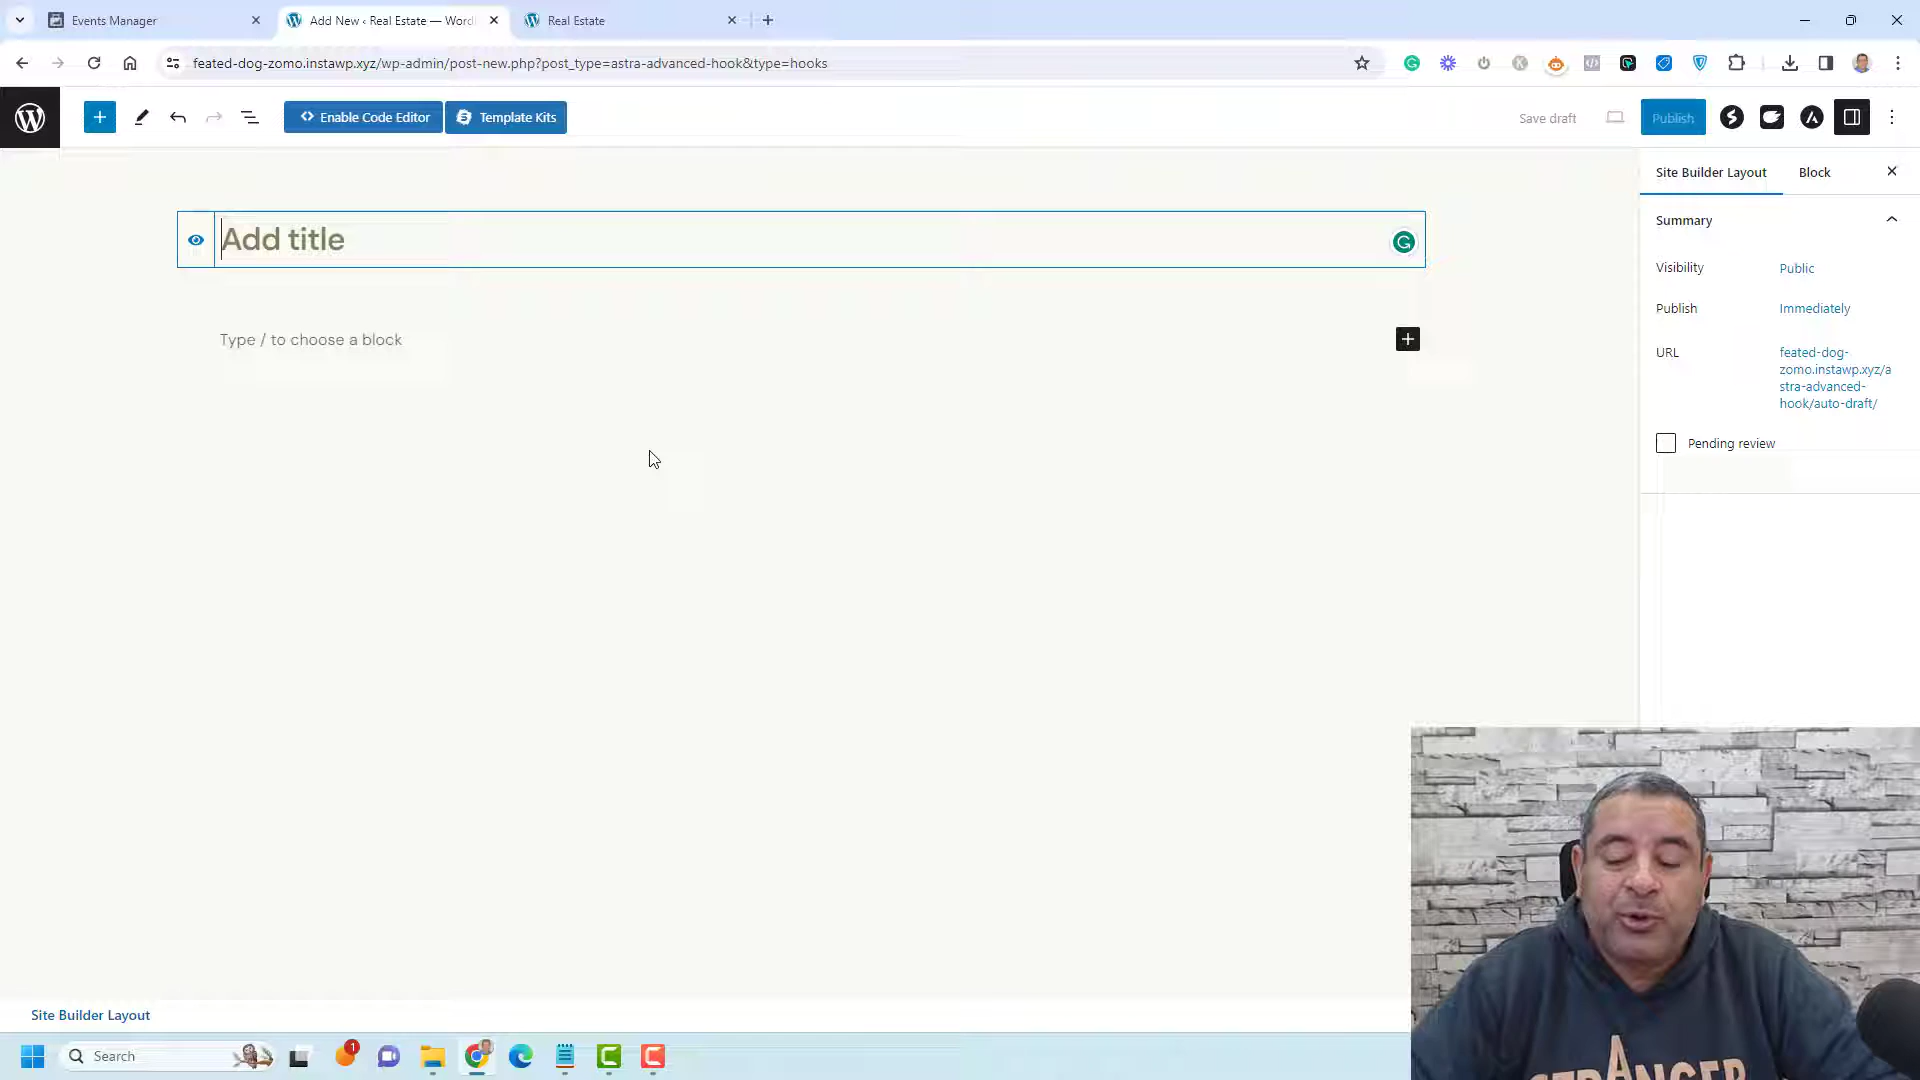 Events Manager
Add New ‹ Real Estate — Word
Real Estate
feated-dog-zomo.instawp.xyz/wp-admin/post-new.php?post_type=astra-advanced-hook&type=hooks
Enable Code Editor
Template Kits
Save draft
Publish
Site Builder Layout
Block
Add title
Summary
Visibility
Public
Publish
Immediately
Type / to choose a block
URL
feated-dog-
zomo.instawp.xyz/a
stra-advanced-
hook/auto-draft/
Pending review
Site Builder Layout
Search
1
STRANGER